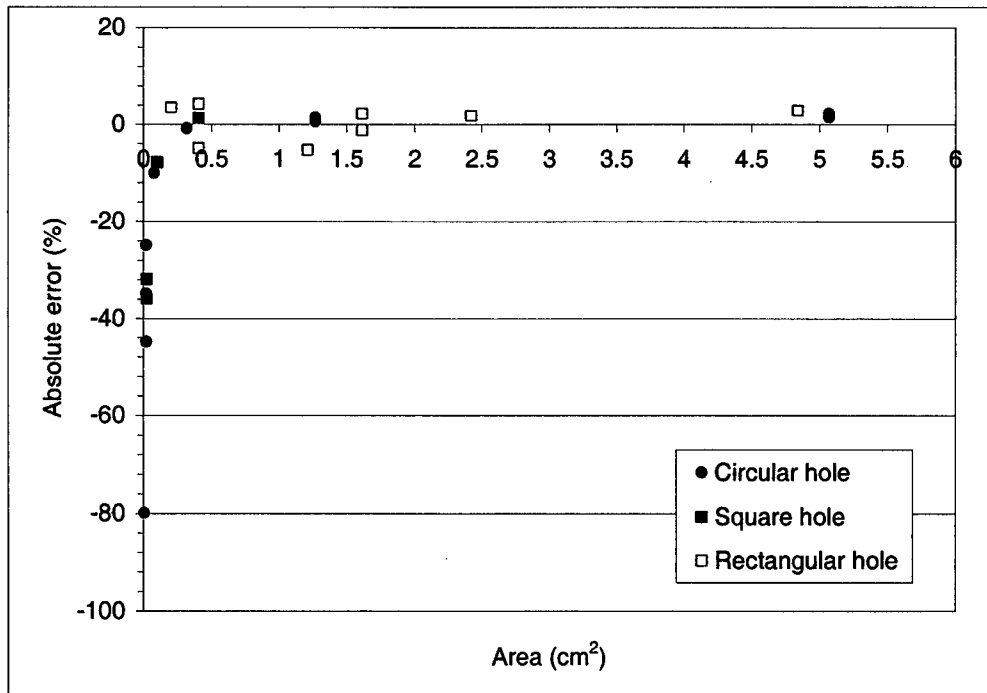 20
0
-20
-40
-60
-80
-100
0 0.5 1 1.5 2 2.5 3 3.5 4 4.5 5 5.5 6
Absolute error (%)
Area (cm²)
Circular hole
Square hole
Rectangular hole